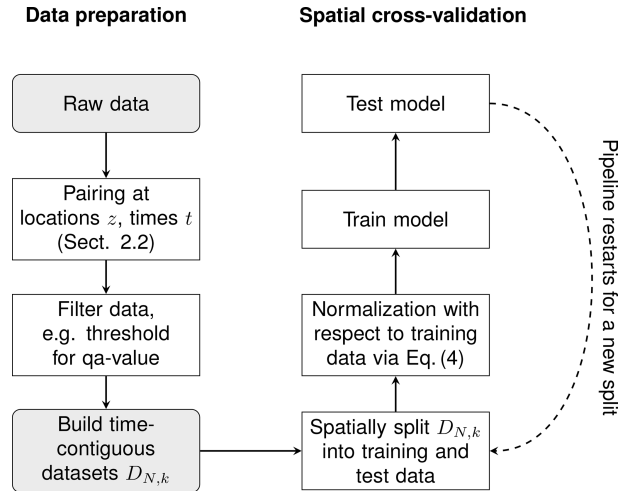 Data preparation
Raw data
Pairing at
locations z, times t
(Sect. 2.2)
Filter data,
e.g. threshold
for qa-value
Build time-
contiguous
datasets D_{N,k}
Spatial cross-validation
Test model
Train model
Normalization with
respect to training
data via Eq. (4)
Spatially split D_{N,k}
into training and
test data
Pipeline restarts for a new split